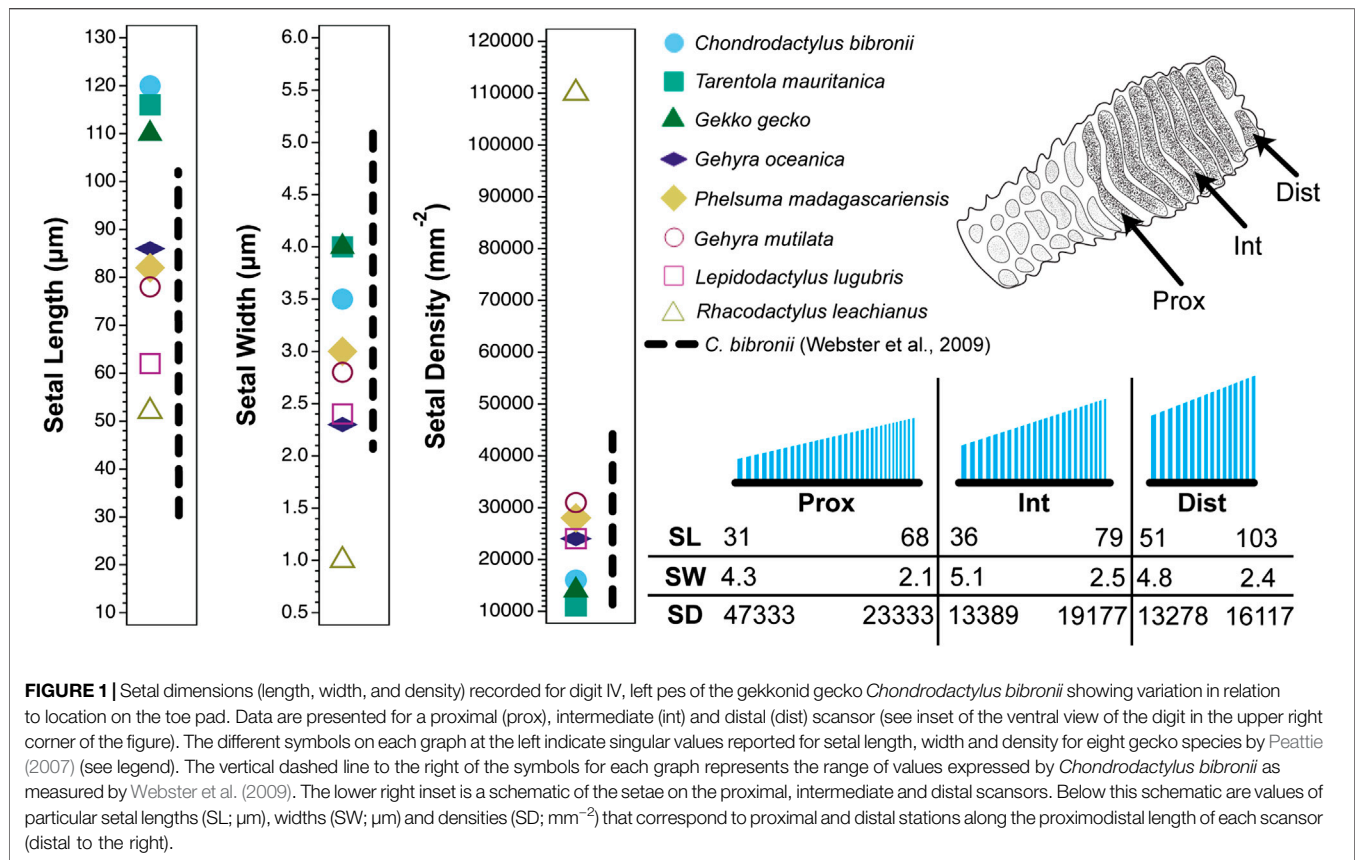 Setal Length (µm)
130
120
110
100
90
80
70
60
50
40
30
20
10
Setal Width (µm)
6.0
5.5
5.0
4.5
4.0
3.5
3.0
2.5
2.0
1.5
1.0
0.5
Setal Density (mm⁻²)
120000
110000
100000
90000
80000
70000
60000
50000
40000
30000
20000
10000
Chondrodactylus bibronii
Tarentola mauritanica
Gekko gecko
Gehyra oceanica
Phelsuma madagascariensis
Gehyra mutilata
Lepidodactylus lugubris
Rhacodactylus leachianus
C. bibronii (Webster et al., 2009)
Dist
Int
Prox
Prox Int Dist
SL 31 68 36 79 51 103
SW 4.3 2.1 5.1 2.5 4.8 2.4
SD 47333 23333 13389 19177 13278 16117
FIGURE 1 | Setal dimensions (length, width, and density) recorded for digit IV, left pes of the gekkonid gecko Chondrodactylus bibronii showing variation in relation
to location on the toe pad. Data are presented for a proximal (prox), intermediate (int) and distal (dist) scansor (see inset of the ventral view of the digit in the upper right
corner of the figure). The different symbols on each graph at the left indicate singular values reported for setal length, width and density for eight gecko species by Peattie
(2007) (see legend). The vertical dashed line to the right of the symbols for each graph represents the range of values expressed by Chondrodactylus bibronii as
measured by Webster et al. (2009). The lower right inset is a schematic of the setae on the proximal, intermediate and distal scansors. Below this schematic are values of
particular setal lengths (SL; µm), widths (SW; µm) and densities (SD; mm⁻²) that correspond to proximal and distal stations along the proximodistal length of each scansor
(distal to the right).